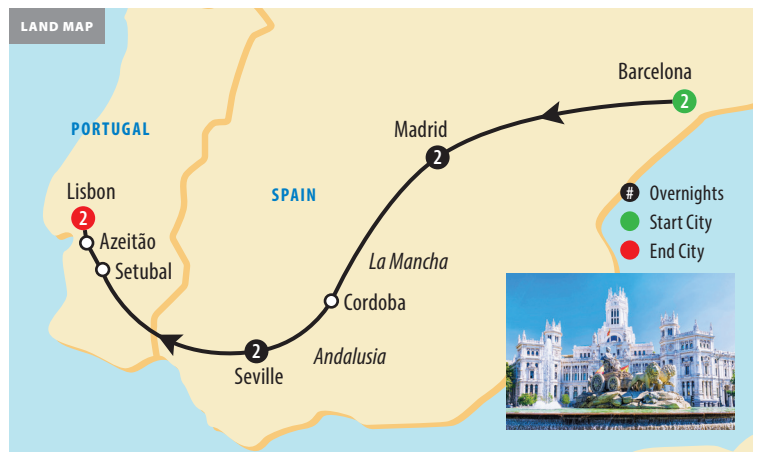 LAND MAP
Barcelona
2
Madrid
2
PORTUGAL
SPAIN
Lisbon
2
Azeitão
Setubal
# Overnights
Start City
End City
La Mancha
Cordoba
2
Seville
Andalusia